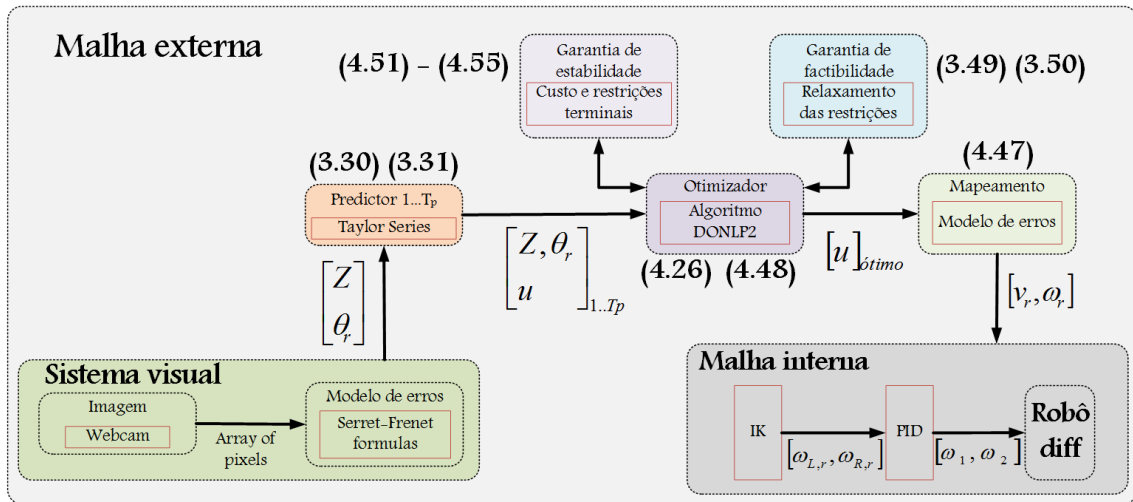 Malha externa
(4.51) – (4.55)
Garantia de
estabilidade
Custo e restrições
terminais
Garantia de
factibilidade
Relaxamento
das restrições
(3.49) (3.50)
(3.30) (3.31)
Predictor 1...Tₚ
Taylor Series
Otimizador
Algoritmo
DONLP2
(4.47)
Mapeamento
Modelo de erros
(4.26) (4.48)
[Z
θᵣ]
[Z, θᵣ
u]1..Tp
[u]ótimo
[vᵣ, ωᵣ]
Sistema visual
Imagem
Webcam
Array of
pixels
Modelo de erros
Serret-Frenet
formulas
Malha interna
IK
[ω_{L,r}, ω_{R,r}]
PID
[ω₁, ω₂]
Robô
diff